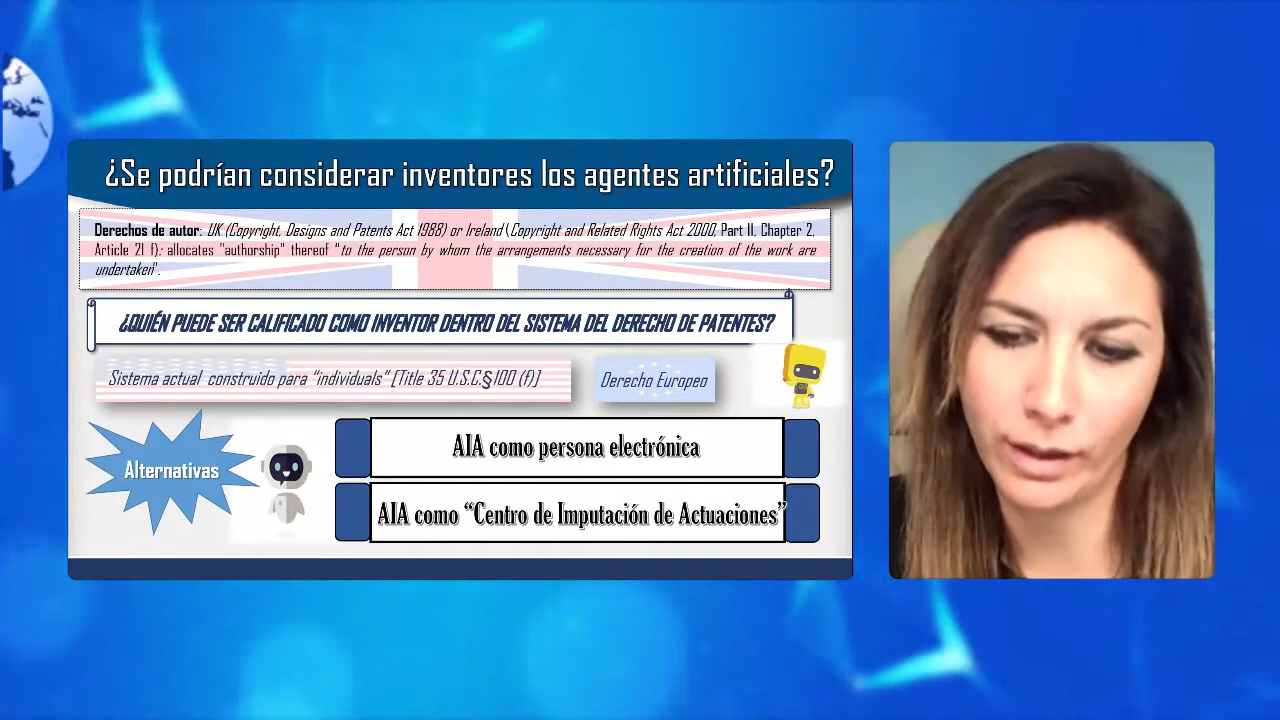 ¿Se podrían considerar inventores los agentes artificiales?
Derechos de autor: UK (Copyright, Designs and Patents Act 1988) or Ireland (Copyright and Related Rights Act 2000, Part II, Chapter 2,
Article 21 f).: allocates "authorship" thereof "to the person by whom the arrangements necessary for the creation of the work are
undertaken".
¿QUIÉN PUEDE SER CALIFICADO COMO INVENTOR DENTRO DEL SISTEMA DEL DERECHO DE PATENTES?
Sistema actual construido para "individuals" [Title 35 U.S.C.§100 (f)]
Derecho Europeo
Alternativas
AIA como persona electrónica
AIA como "Centro de Imputación de Actuaciones"